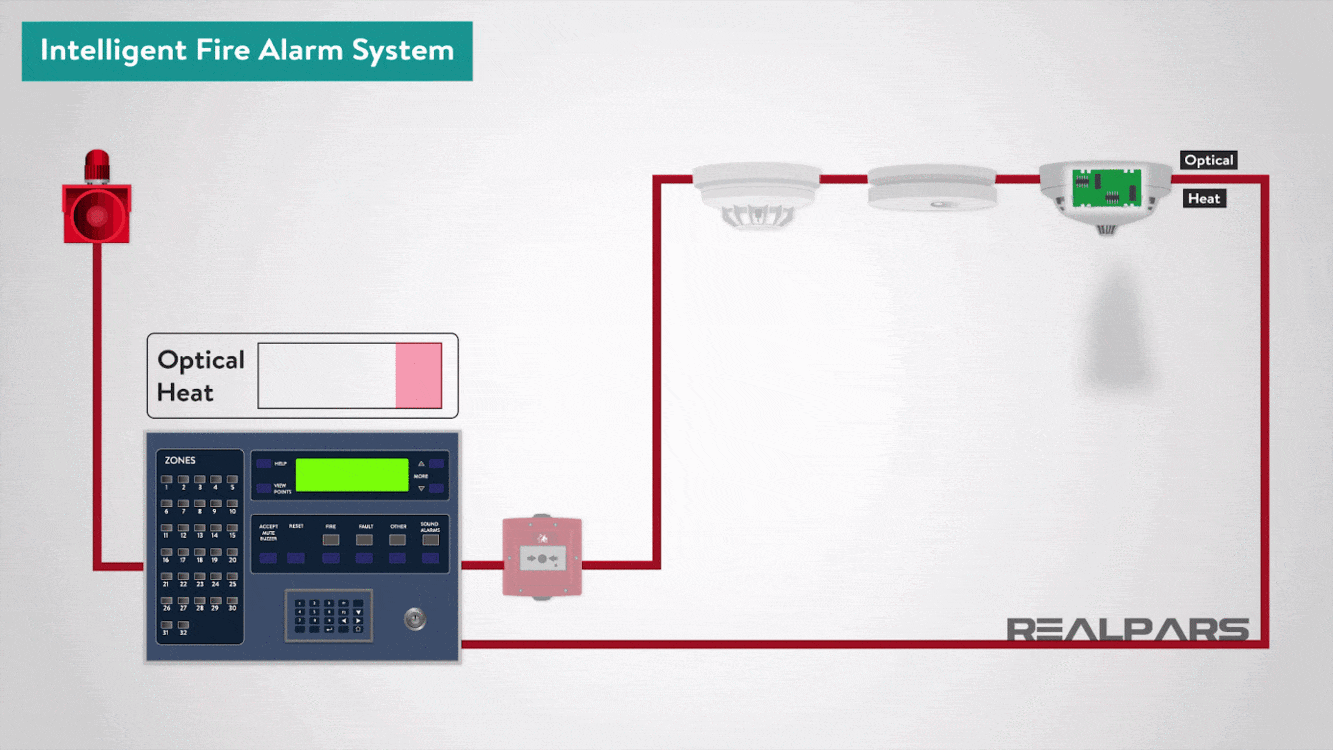 Intelligent Fire Alarm System
Optical
Heat
Optical
Heat
ZONES
1 2 3 4 5
6 7 8 9 10
11 12 13 14 15
16 17 18 19 20
21 22 23 24 25
26 27 28 29 30
31 32
HELP
VIEW
POINTS
MORE
ACCEPT
MUTE
BUZZER
RESET
FIRE
FAULT
OTHER
SOUND
ALARMS
REALPARS